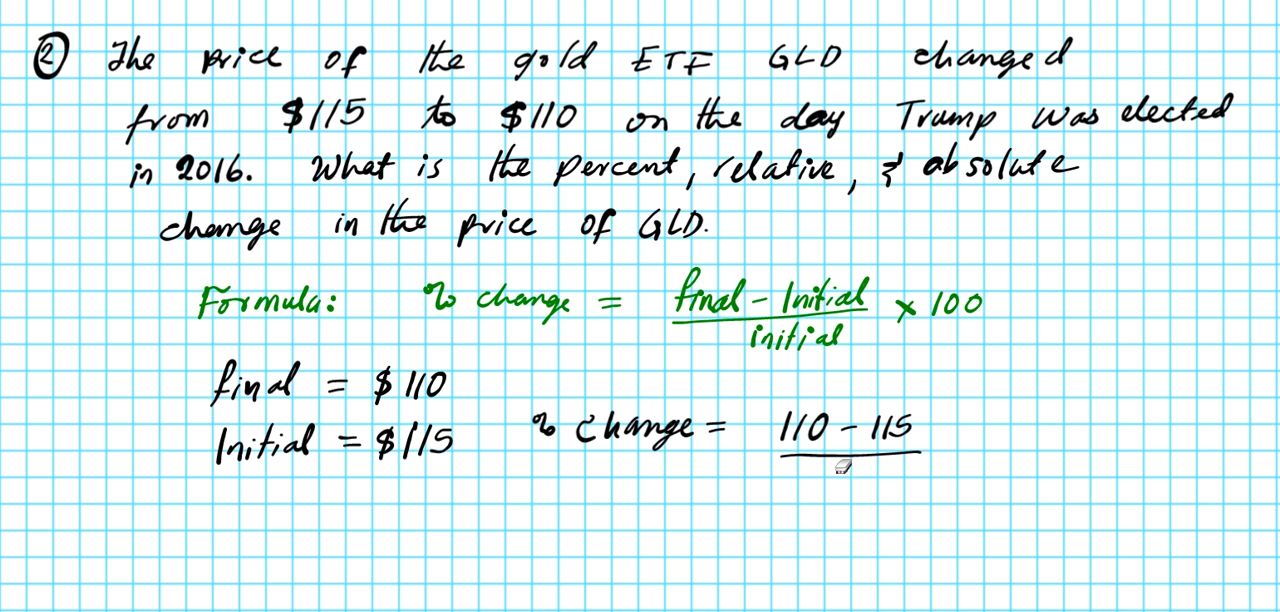 ② The price of the gold ETF GLD changed
from $115 to $110 on the day Trump was elected
in 2016. What is the percent, relative, & absolute
change in the price of GLD.
Formula: % change = final - Initial / initial × 100
final = $110
Initial = $115 % change = 110 - 115